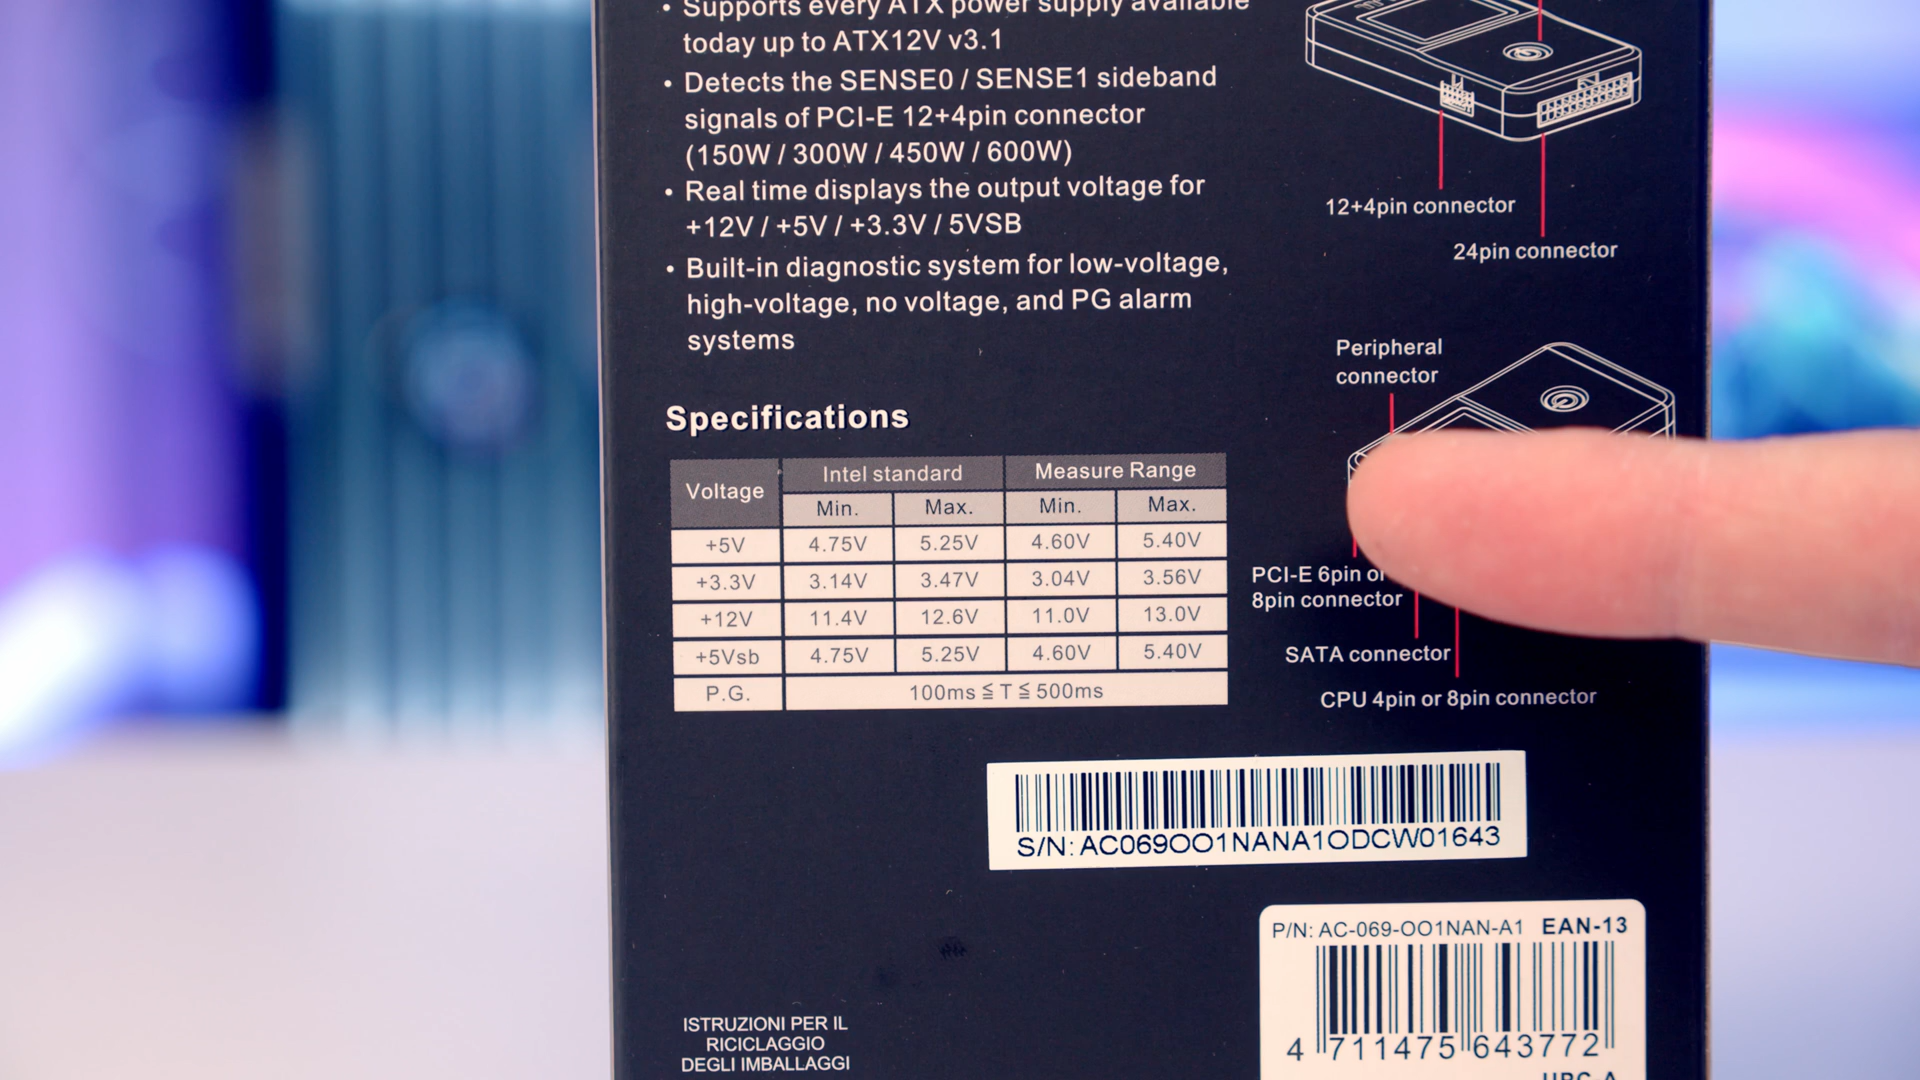 • Supports every ATX power supply available
today up to ATX12V v3.1
• Detects the SENSE0 / SENSE1 sideband
signals of PCI-E 12+4pin connector
(150W / 300W / 450W / 600W)
• Real time displays the output voltage for
+12V / +5V / +3.3V / 5VSB
• Built-in diagnostic system for low-voltage,
high-voltage, no voltage, and PG alarm
systems
12+4pin connector
24pin connector
Peripheral
connector
PCI-E 6pin or
8pin connector
SATA connector
CPU 4pin or 8pin connector
Specifications
Voltage Intel standard Measure Range
Min. Max. Min. Max.
+5V 4.75V 5.25V 4.60V 5.40V
+3.3V 3.14V 3.47V 3.04V 3.56V
+12V 11.4V 12.6V 11.0V 13.0V
+5Vsb 4.75V 5.25V 4.60V 5.40V
P.G. 100ms ≦ T ≦ 500ms
S/N: AC069OO1NANA1ODCW01643
P/N: AC-069-OO1NAN-A1 EAN-13
4 711475 643772
UPC-A
ISTRUZIONI PER IL
RICICLAGGIO
DEGLI IMBALLAGGI